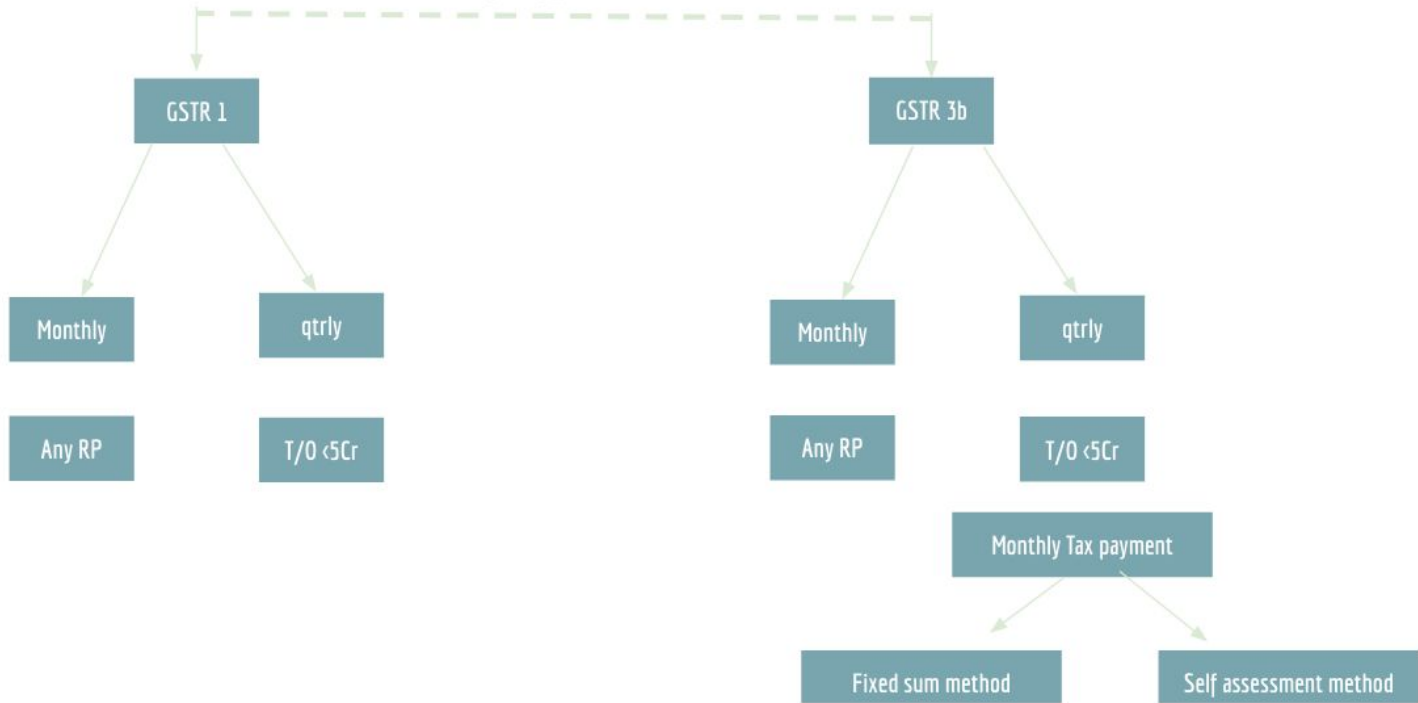 GSTR 1
GSTR 3b
Monthly
qtrly
Monthly
qtrly
Any RP
T/O <5Cr
Any RP
T/O <5Cr
Monthly Tax payment
Fixed sum method
Self assessment method